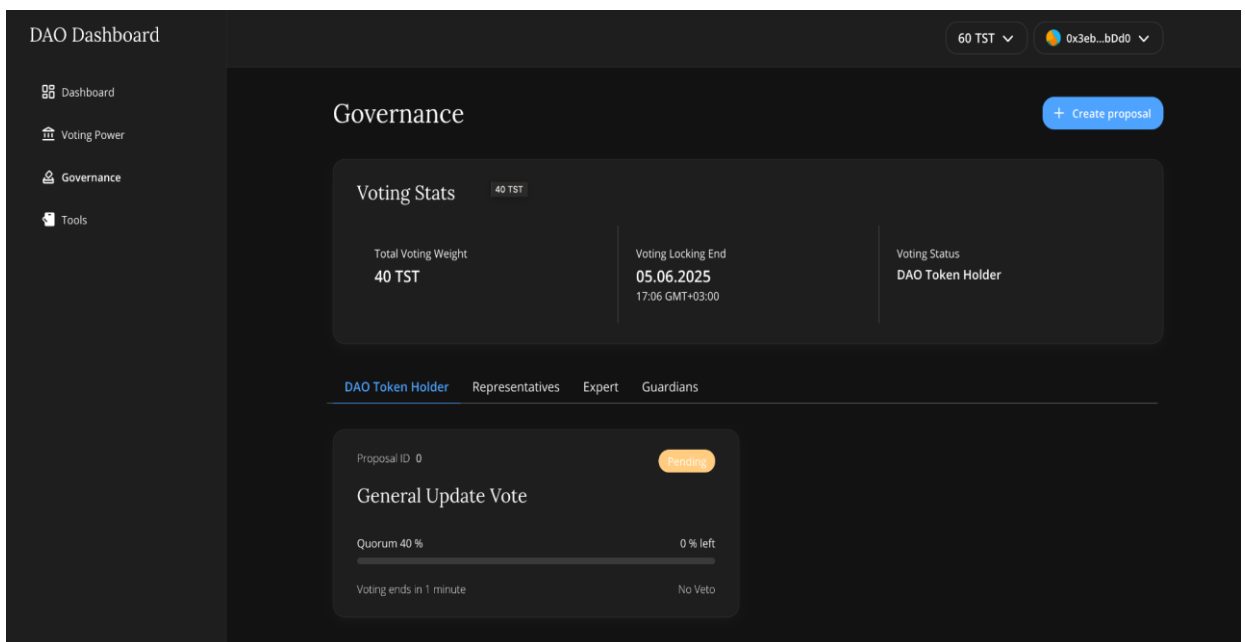 DAO Dashboard
60 TST
0x3eb...bDd0
Dashboard
Voting Power
Governance
Tools
Governance
+ Create proposal
Voting Stats
40 TST
Total Voting Weight
40 TST
Voting Locking End
05.06.2025
17:06 GMT+03:00
Voting Status
DAO Token Holder
DAO Token Holder Representatives Expert Guardians
Proposal ID 0
Pending
General Update Vote
Quorum 40 % 0 % left
Voting ends in 1 minute No Veto